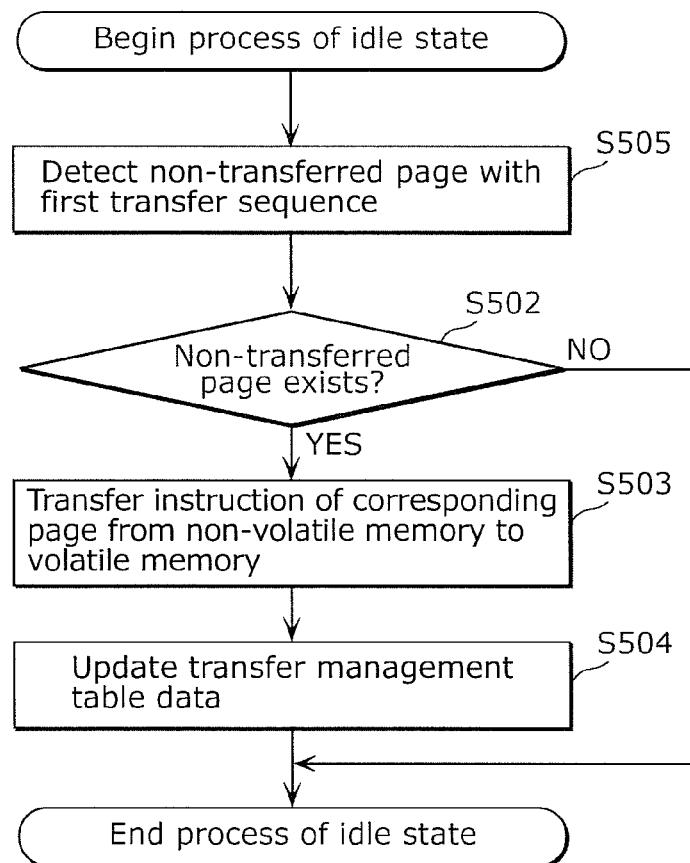 Begin process of idle state
S505
Detect non-transferred page with
first transfer sequence
S502
Non-transferred
page exists?
NO
YES
S503
Transfer instruction of corresponding
page from non-volatile memory to
volatile memory
S504
Update transfer management
table data
End process of idle state